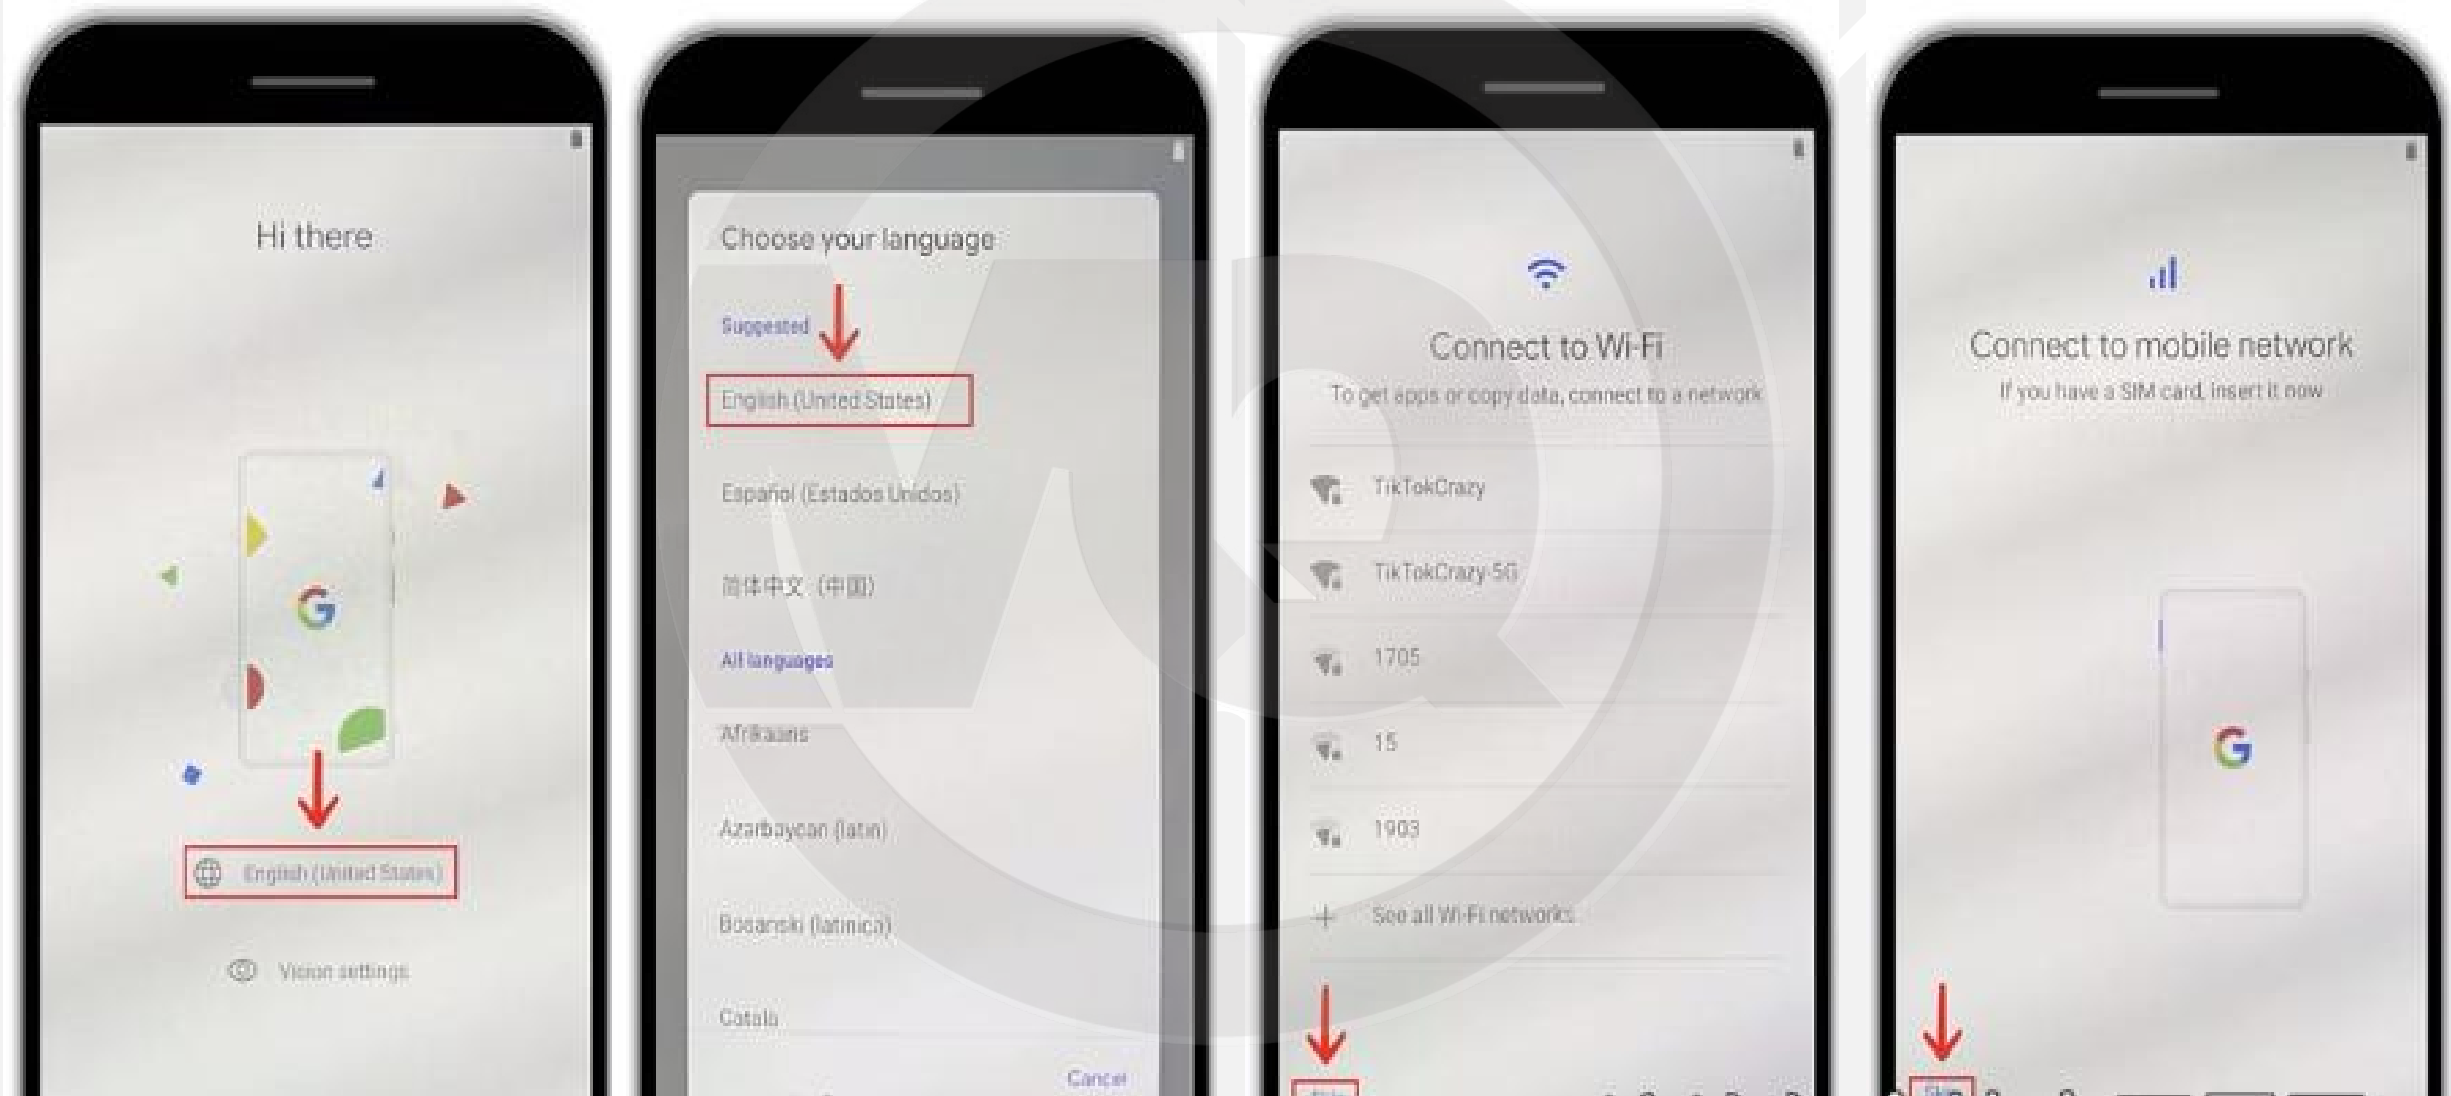 Hi there
English (United States)
Vision settings
Choose your language
Suggested
English (United States)
Español (Estados Unidos)
简体中文 (中国)
All languages
Afrikaans
Azərbaycan (latın)
Bosanski (latinica)
Català
Cancel
Connect to Wi-Fi
To get apps or copy data, connect to a network
TikTokCrazy
TikTokCrazy-5G
1705
15
1903
See all Wi-Fi networks
Connect to mobile network
If you have a SIM card, insert it now